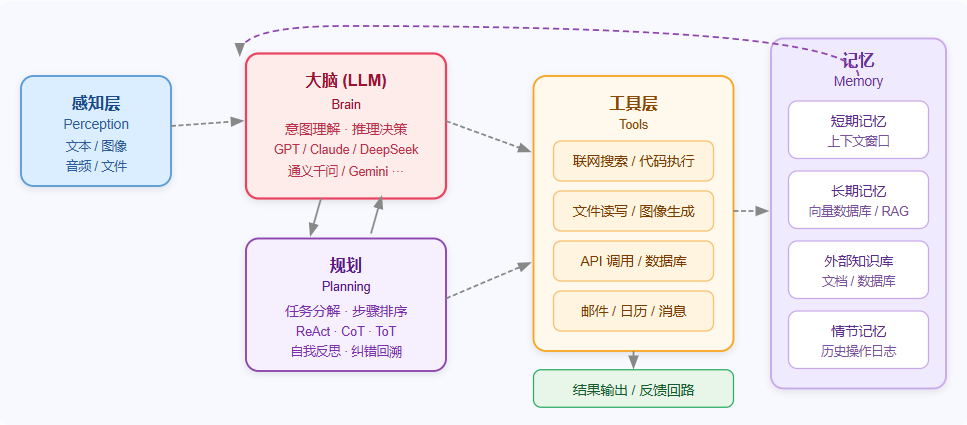 感知层
Perception
文本 / 图像
音频 / 文件
大脑 (LLM)
Brain
意图理解 · 推理决策
GPT / Claude / DeepSeek
通义千问 / Gemini ···
规划
Planning
任务分解 · 步骤排序
ReAct · CoT · ToT
自我反思 · 纠错回溯
工具层
Tools
联网搜索 / 代码执行
文件读写 / 图像生成
API 调用 / 数据库
邮件 / 日历 / 消息
结果输出 / 反馈回路
记忆
Memory
短期记忆
上下文窗口
长期记忆
向量数据库 / RAG
外部知识库
文档 / 数据库
情节记忆
历史操作日志